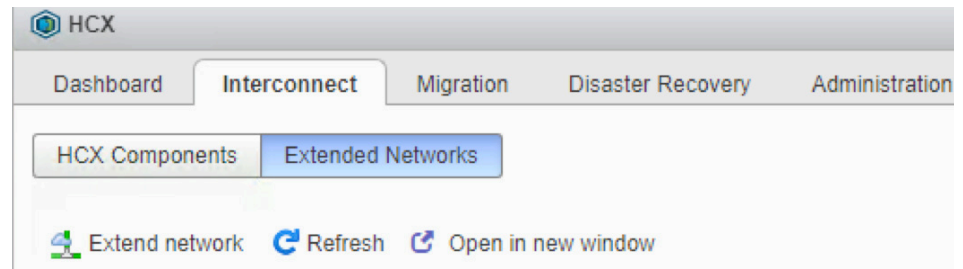 HCX
Dashboard Interconnect Migration Disaster Recovery Administration
HCX Components Extended Networks
Extend network Refresh Open in new window